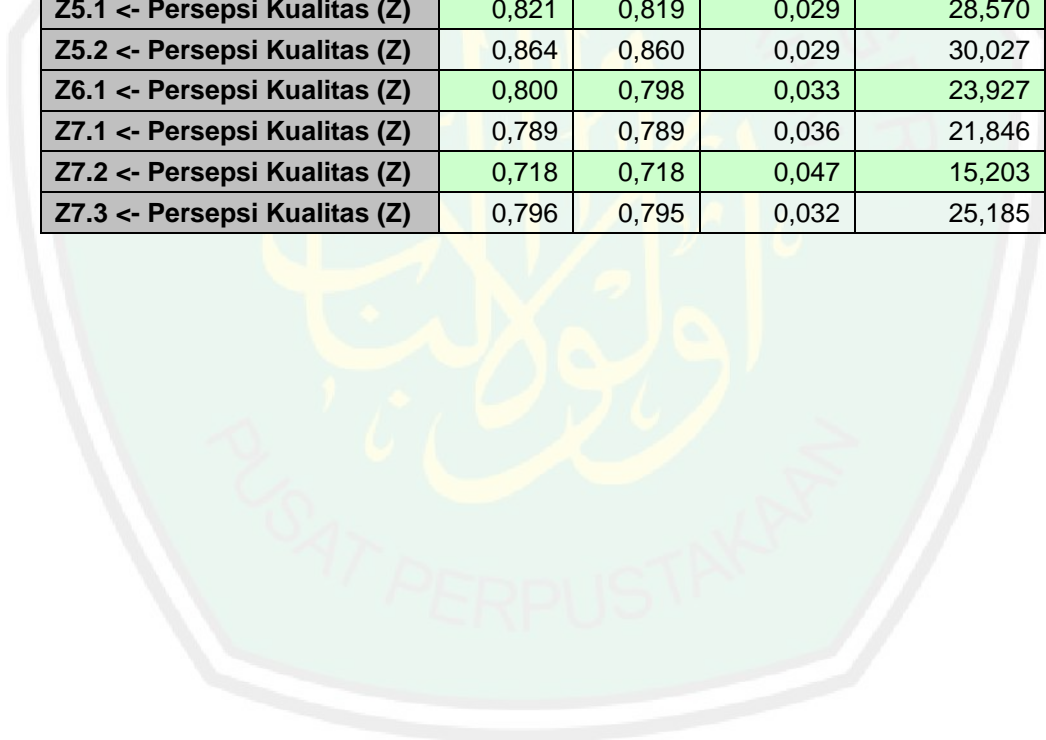 Z5.1 <- Persepsi Kualitas (Z) 0,821 0,819 0,029 28,570
Z5.2 <- Persepsi Kualitas (Z) 0,864 0,860 0,029 30,027
Z6.1 <- Persepsi Kualitas (Z) 0,800 0,798 0,033 23,927
Z7.1 <- Persepsi Kualitas (Z) 0,789 0,789 0,036 21,846
Z7.2 <- Persepsi Kualitas (Z) 0,718 0,718 0,047 15,203
Z7.3 <- Persepsi Kualitas (Z) 0,796 0,795 0,032 25,185
PUSAT PERPUSTAKAAN